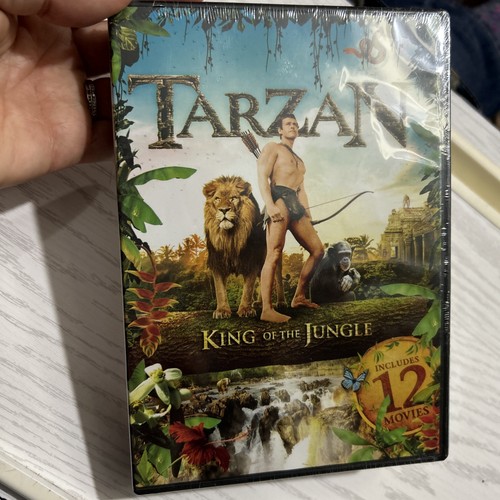 TARZAN
KING OF THE JUNGLE
INCLUDES
12
MOVIES